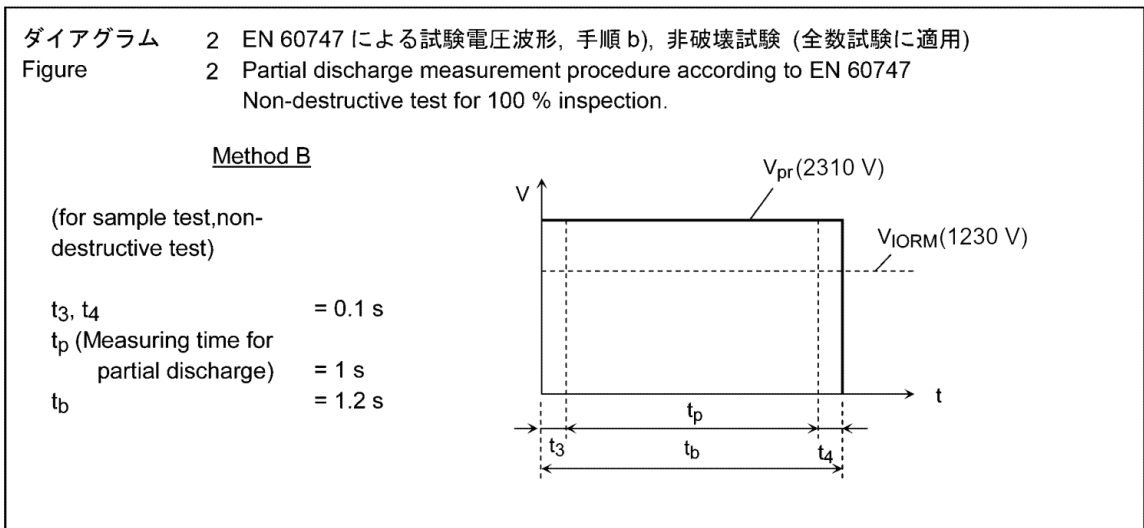 ダイアグラム 2 EN 60747 による試験電圧波形, 手順 b), 非破壊試験 (全数試験に適用)
Figure 2 Partial discharge measurement procedure according to EN 60747
Non-destructive test for 100 % inspection.
Method B
(for sample test,non-
destructive test)
t3, t4 = 0.1 s
tp (Measuring time for
partial discharge) = 1 s
tb = 1.2 s
Vpr(2310 V)
V
VIORM(1230 V)
t
tp
t3 tb t4